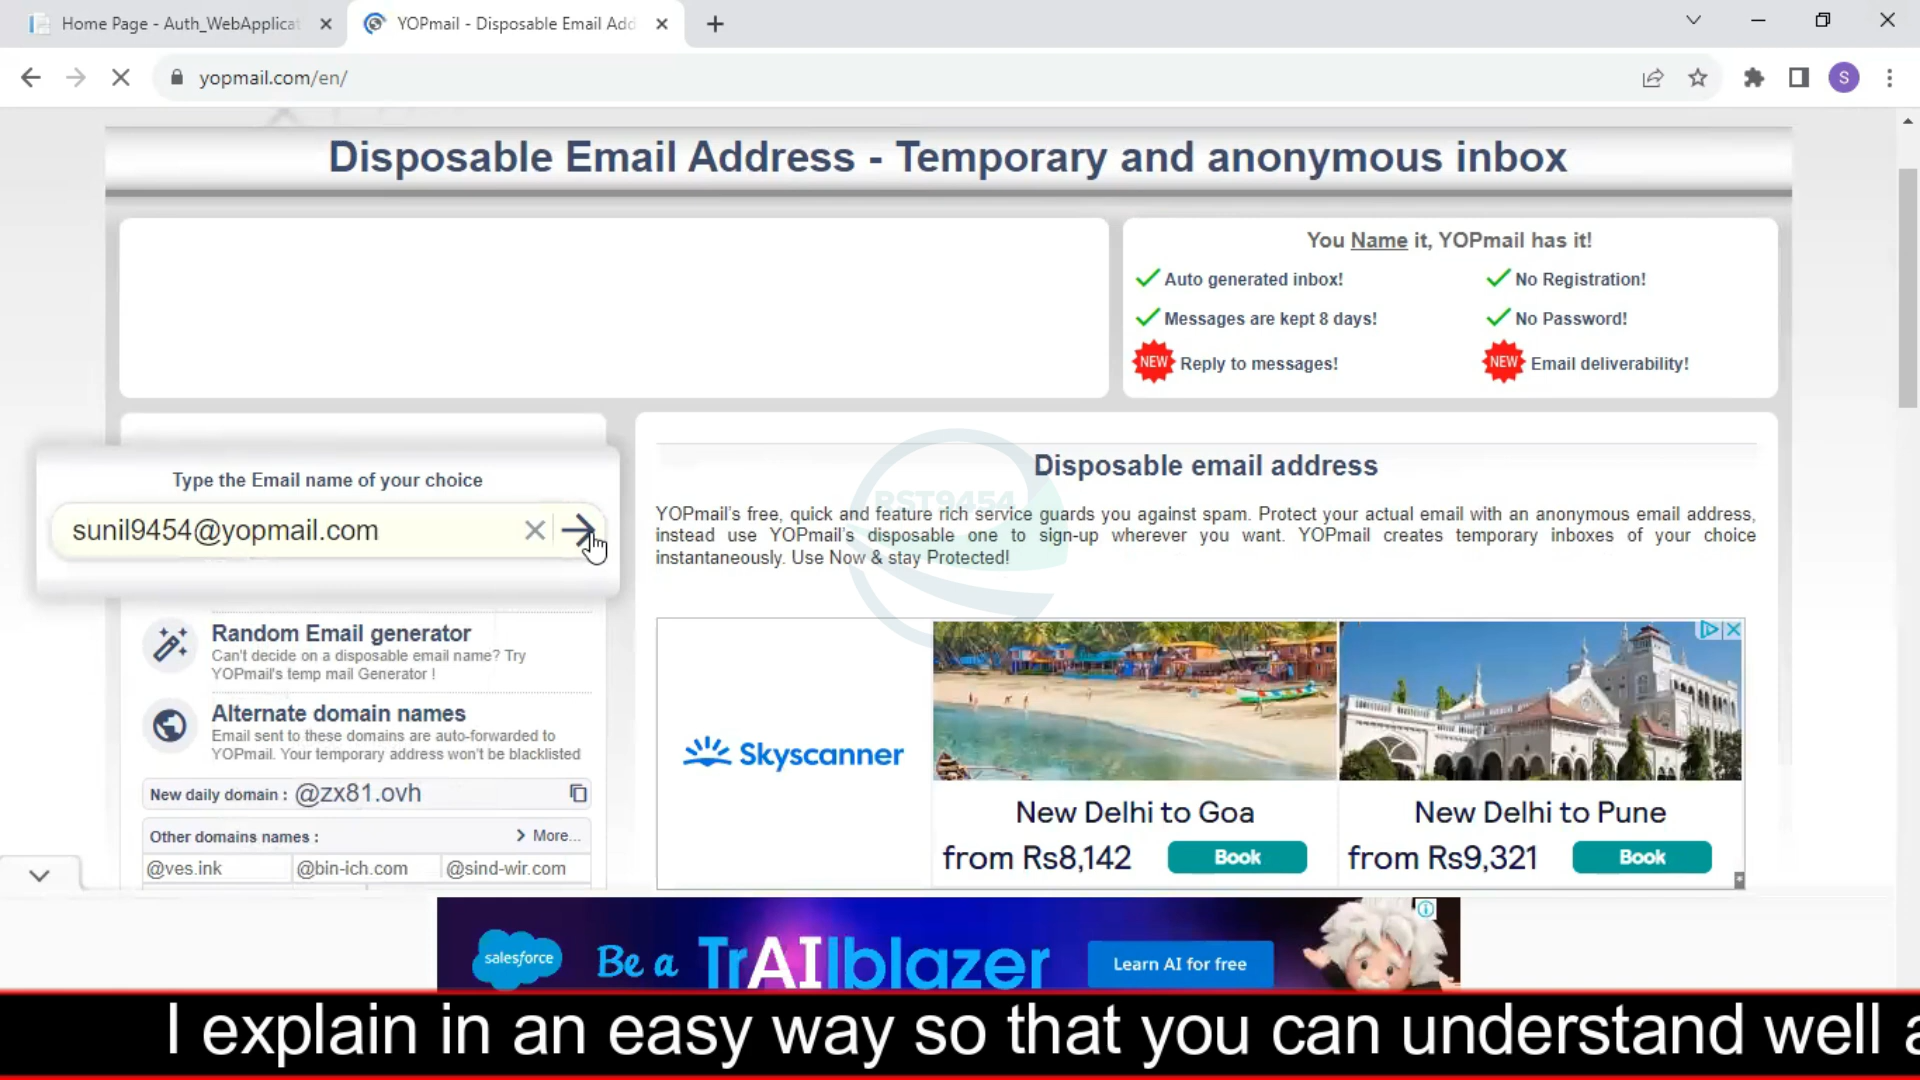 Home Page - Auth_WebApplicat
YOPmail - Disposable Email Add
yopmail.com/en/
S
Disposable Email Address - Temporary and anonymous inbox
You Name it, YOPmail has it!
Auto generated inbox!
No Registration!
Messages are kept 8 days!
No Password!
NEW Reply to messages!
NEW Email deliverability!
Type the Email name of your choice
sunil9454@yopmail.com
Random Email generator
Can't decide on a disposable email name? Try
YOPmail's temp mail Generator !
Alternate domain names
Email sent to these domains are auto-forwarded to
YOPmail. Your temporary address won't be blacklisted
New daily domain : @zx81.ovh
Other domains names :
More...
@ves.ink
@bin-ich.com
@sind-wir.com
Disposable email address
RST9454
YOPmail's free, quick and feature rich service guards you against spam. Protect your actual email with an anonymous email address,
instead use YOPmail's disposable one to sign-up wherever you want. YOPmail creates temporary inboxes of your choice
instantaneously. Use Now & stay Protected!
Skyscanner
New Delhi to Goa
from Rs8,142
Book
New Delhi to Pune
from Rs9,321
Book
salesforce
Be a TrAIlblazer
Learn AI for free
I explain in an easy way so that you can understand well a